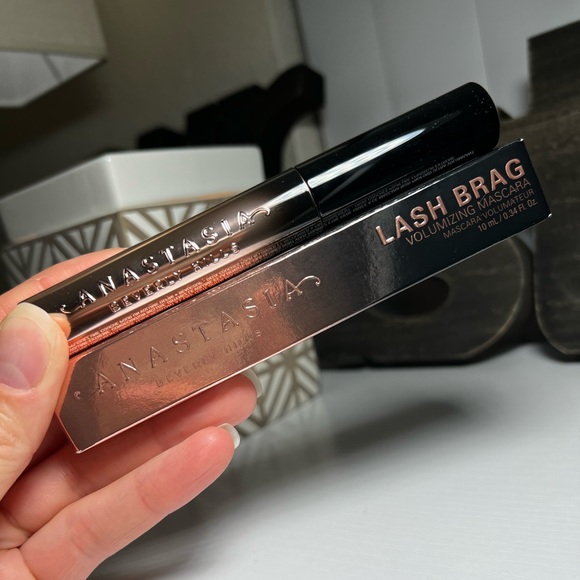 ANASTASIA
BEVERLY HILLS
ANASTASIA
BEVERLY HILLS
LASH BRAG
VOLUMIZING MASCARA
MASCARA VOLUMATEUR
10 mL / 0.34 Fl. Oz.